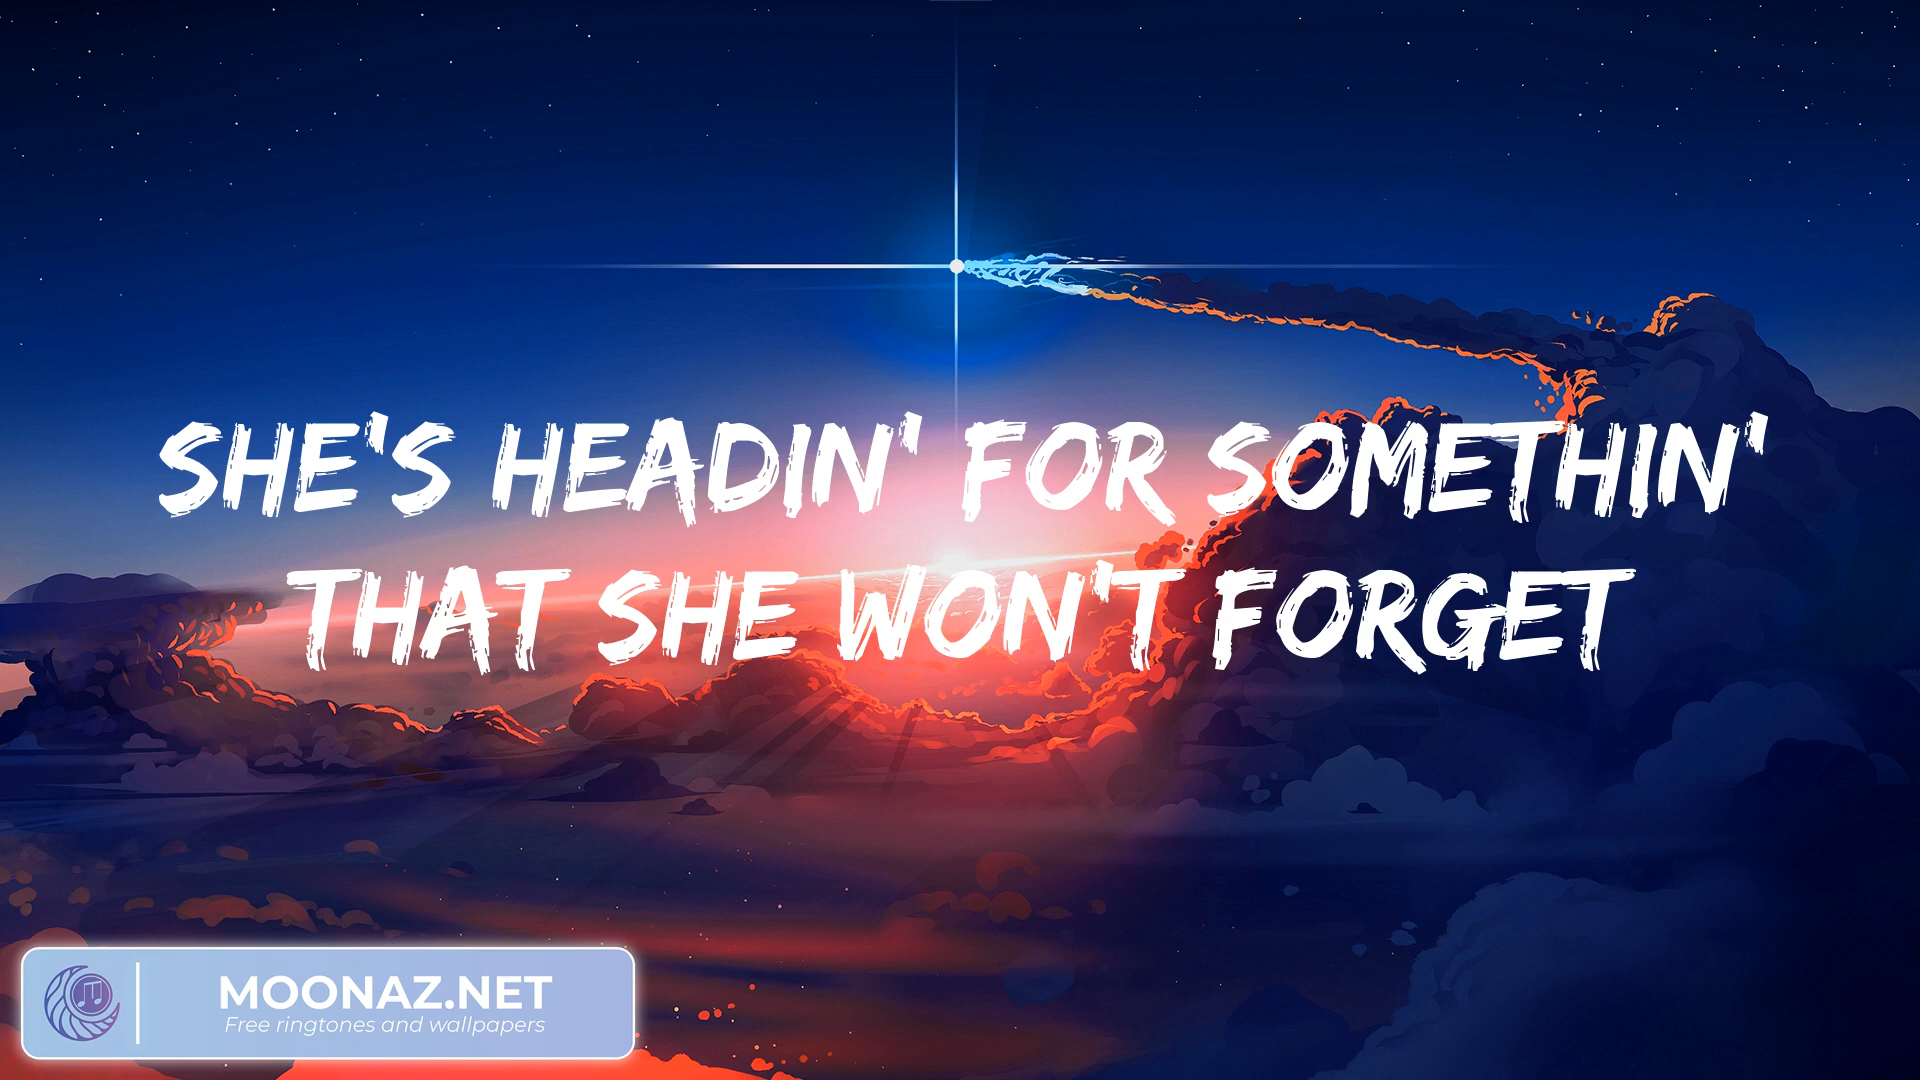 SHE'S HEADIN' FOR SOMETHIN'
THAT SHE WON'T FORGET
MOONAZ.NET
Free ringtones and wallpapers